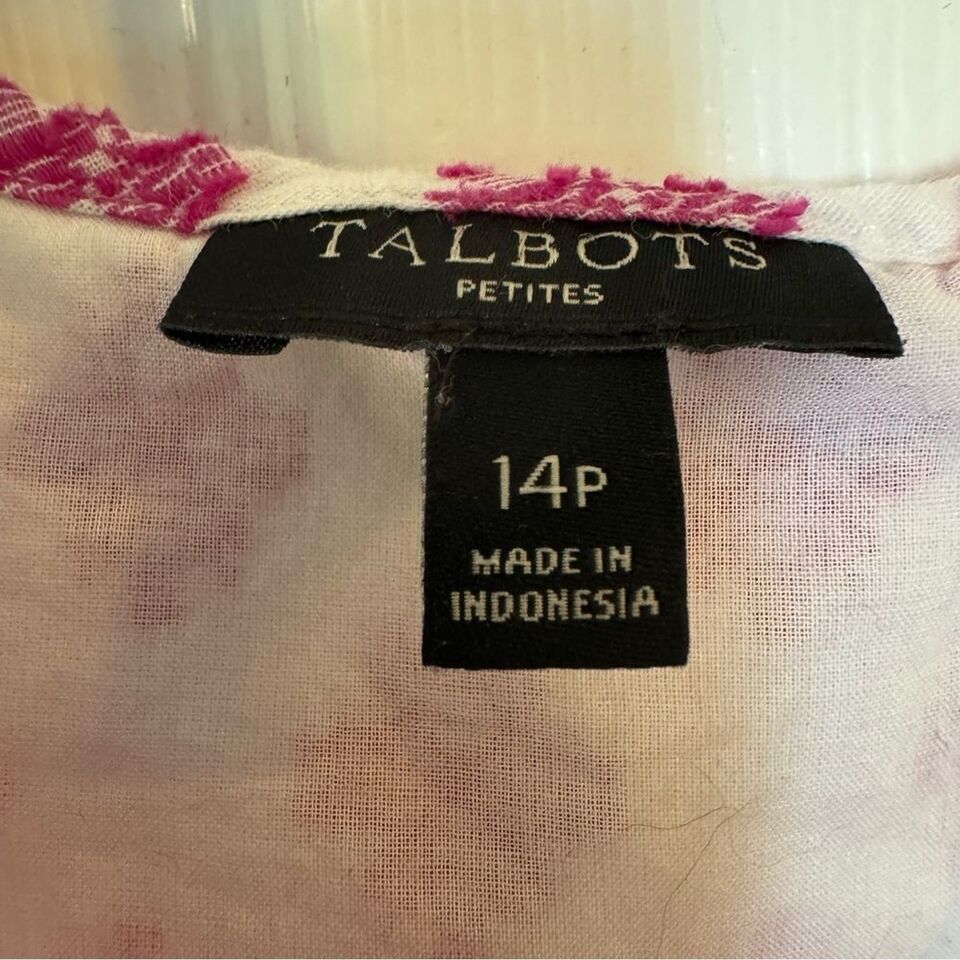 TALBOTS
PETITES
14P
MADE IN
INDONESIA